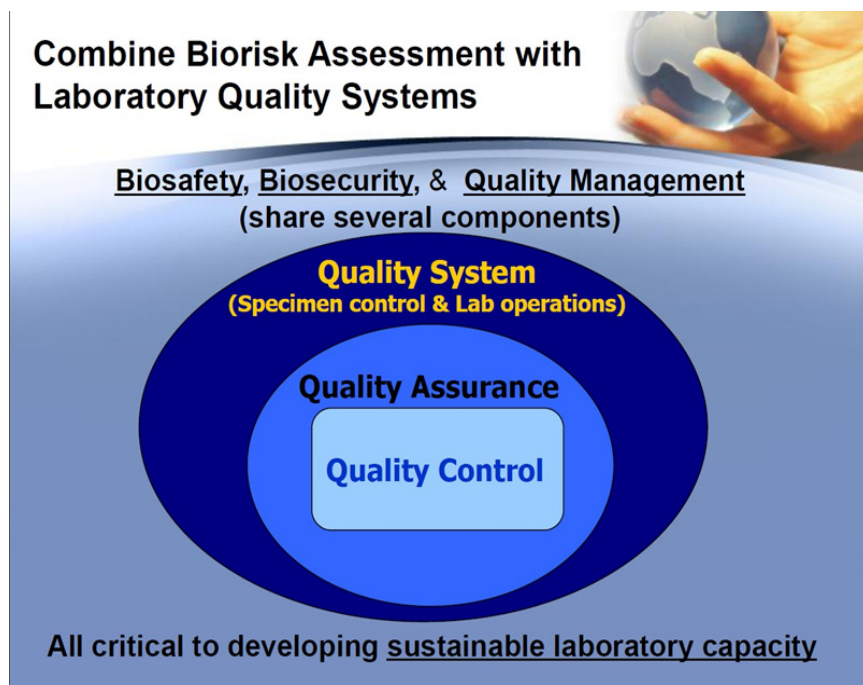 Combine Biorisk Assessment with
Laboratory Quality Systems
Biosafety, Biosecurity, & Quality Management
(share several components)
Quality System
(Specimen control & Lab operations)
Quality Assurance
Quality Control
All critical to developing sustainable laboratory capacity